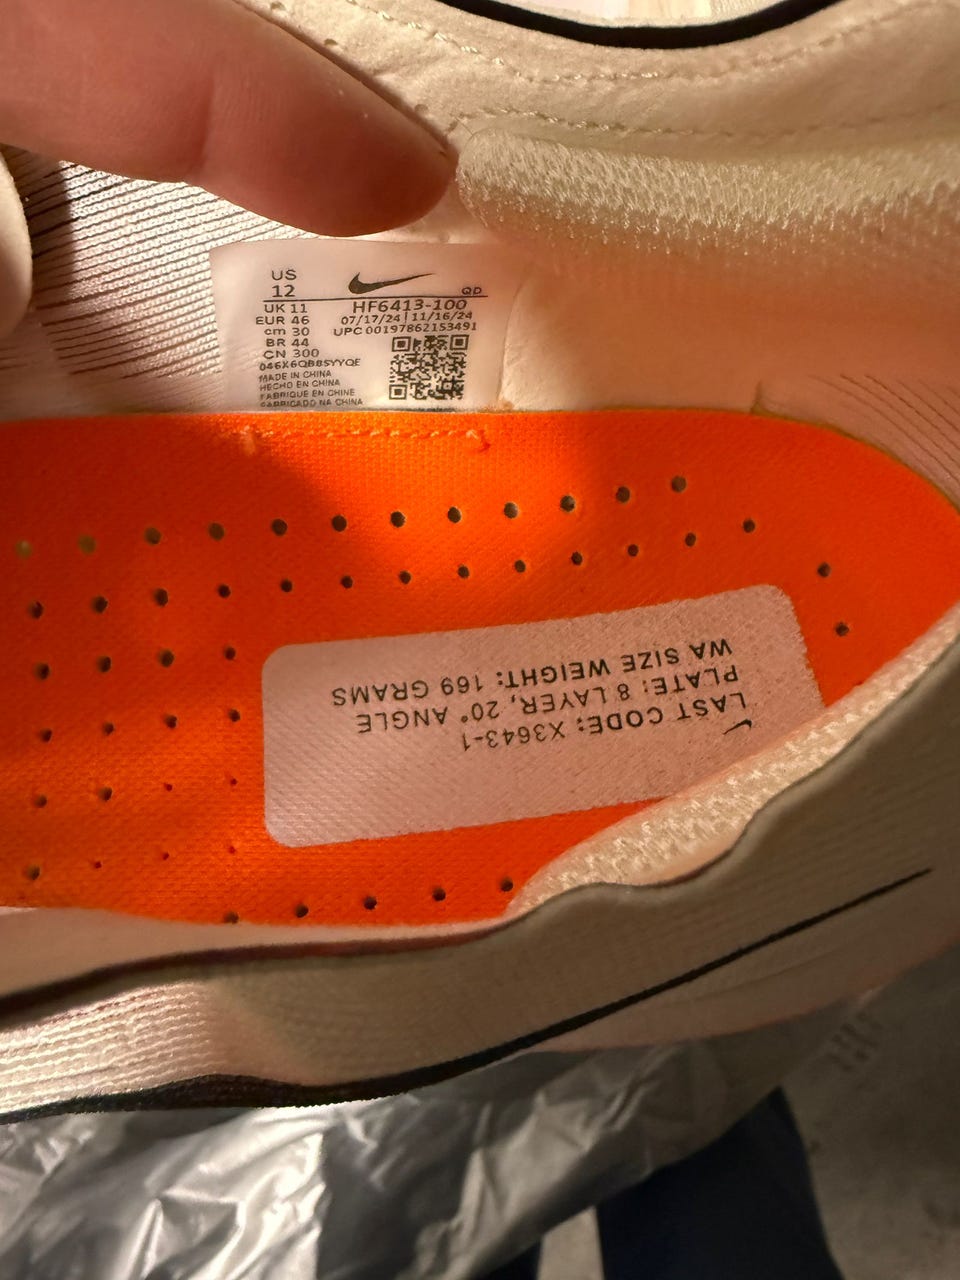 US
12
QD
UK 11
EUR 46
cm 30
BR 44
CN 300
HF6413-100
07/17/24 | 11/16/24
UPC 00197862153491
046X6QB85YYQE
MADE IN CHINA
HECHO EN CHINA
FABRIQUE EN CHINE
FABRICADO NA CHINA
LAST CODE: X3643-1
PLATE: 8 LAYER, 20° ANGLE
WA SIZE WEIGHT: 169 GRAMS